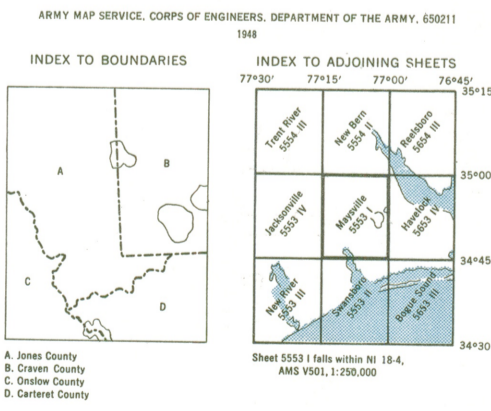 ARMY MAP SERVICE, CORPS OF ENGINEERS, DEPARTMENT OF THE ARMY, 650211
1948
INDEX TO BOUNDARIES
A
B
C
D
A. Jones County
B. Craven County
C. Onslow County
D. Carteret County
INDEX TO ADJOINING SHEETS
77°30' 77°15' 77°00' 76°45'
35°15
Trent River
5554 III
New Bern
5554 II
Reelsboro
5654 III
35°00
Jacksonville
5553 IV
Maysville
5553 I
Havelock
5653 IV
34°45
New River
5553 III
Swansboro
5553 II
Bogue Sound
5653 III
34°30
Sheet 5553 I falls within NI 18-4,
AMS V501, 1:250,000